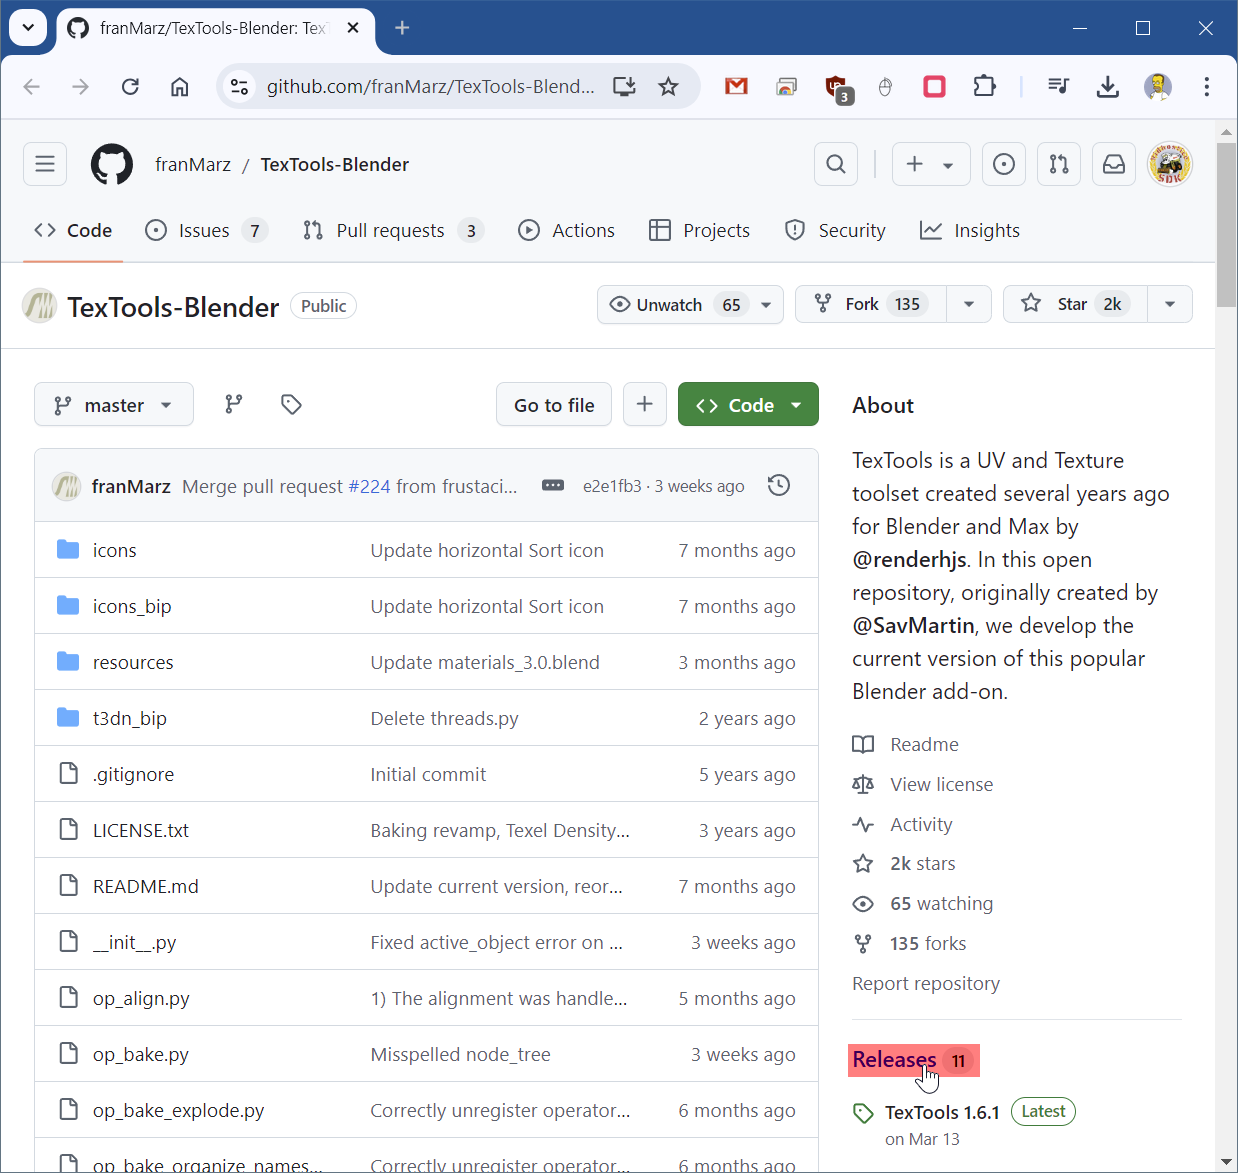 franMarz/TexTools-Blender: Tex
github.com/franMarz/TexTools-Blend...
3
franMarz / TexTools-Blender
Code
Issues 7
Pull requests 3
Actions
Projects
Security
Insights
TexTools-Blender Public
Unwatch 65
Fork 135
Star 2k
master
Go to file
Code
franMarz Merge pull request #224 from frustaci... e2e1fb3 · 3 weeks ago
icons Update horizontal Sort icon 7 months ago
icons_bip Update horizontal Sort icon 7 months ago
resources Update materials_3.0.blend 3 months ago
t3dn_bip Delete threads.py 2 years ago
.gitignore Initial commit 5 years ago
LICENSE.txt Baking revamp, Texel Density... 3 years ago
README.md Update current version, reor... 7 months ago
__init__.py Fixed active_object error on ... 3 weeks ago
op_align.py 1) The alignment was handle... 5 months ago
op_bake.py Misspelled node_tree 3 weeks ago
op_bake_explode.py Correctly unregister operator... 6 months ago
op_bake_organize_names... Correctly unregister operator... 6 months ago
About
TexTools is a UV and Texture
toolset created several years ago
for Blender and Max by
@renderhjs. In this open
repository, originally created by
@SavMartin, we develop the
current version of this popular
Blender add-on.
Readme
View license
Activity
2k stars
65 watching
135 forks
Report repository
Releases 11
TexTools 1.6.1 Latest
on Mar 13